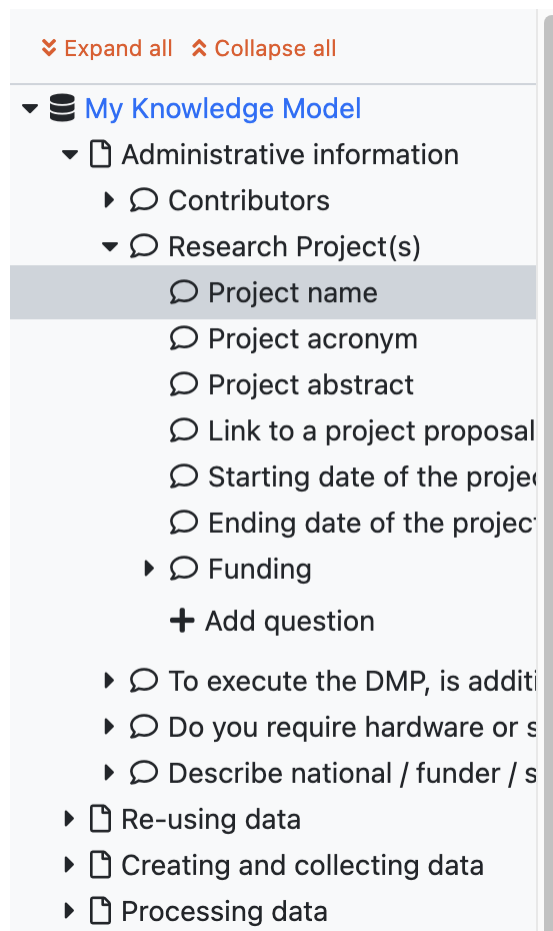 Expand all Collapse all
My Knowledge Model
Administrative information
Contributors
Research Project(s)
Project name
Project acronym
Project abstract
Link to a project proposal
Starting date of the projec
Ending date of the project
Funding
Add question
To execute the DMP, is additi
Do you require hardware or s
Describe national / funder / s
Re-using data
Creating and collecting data
Processing data